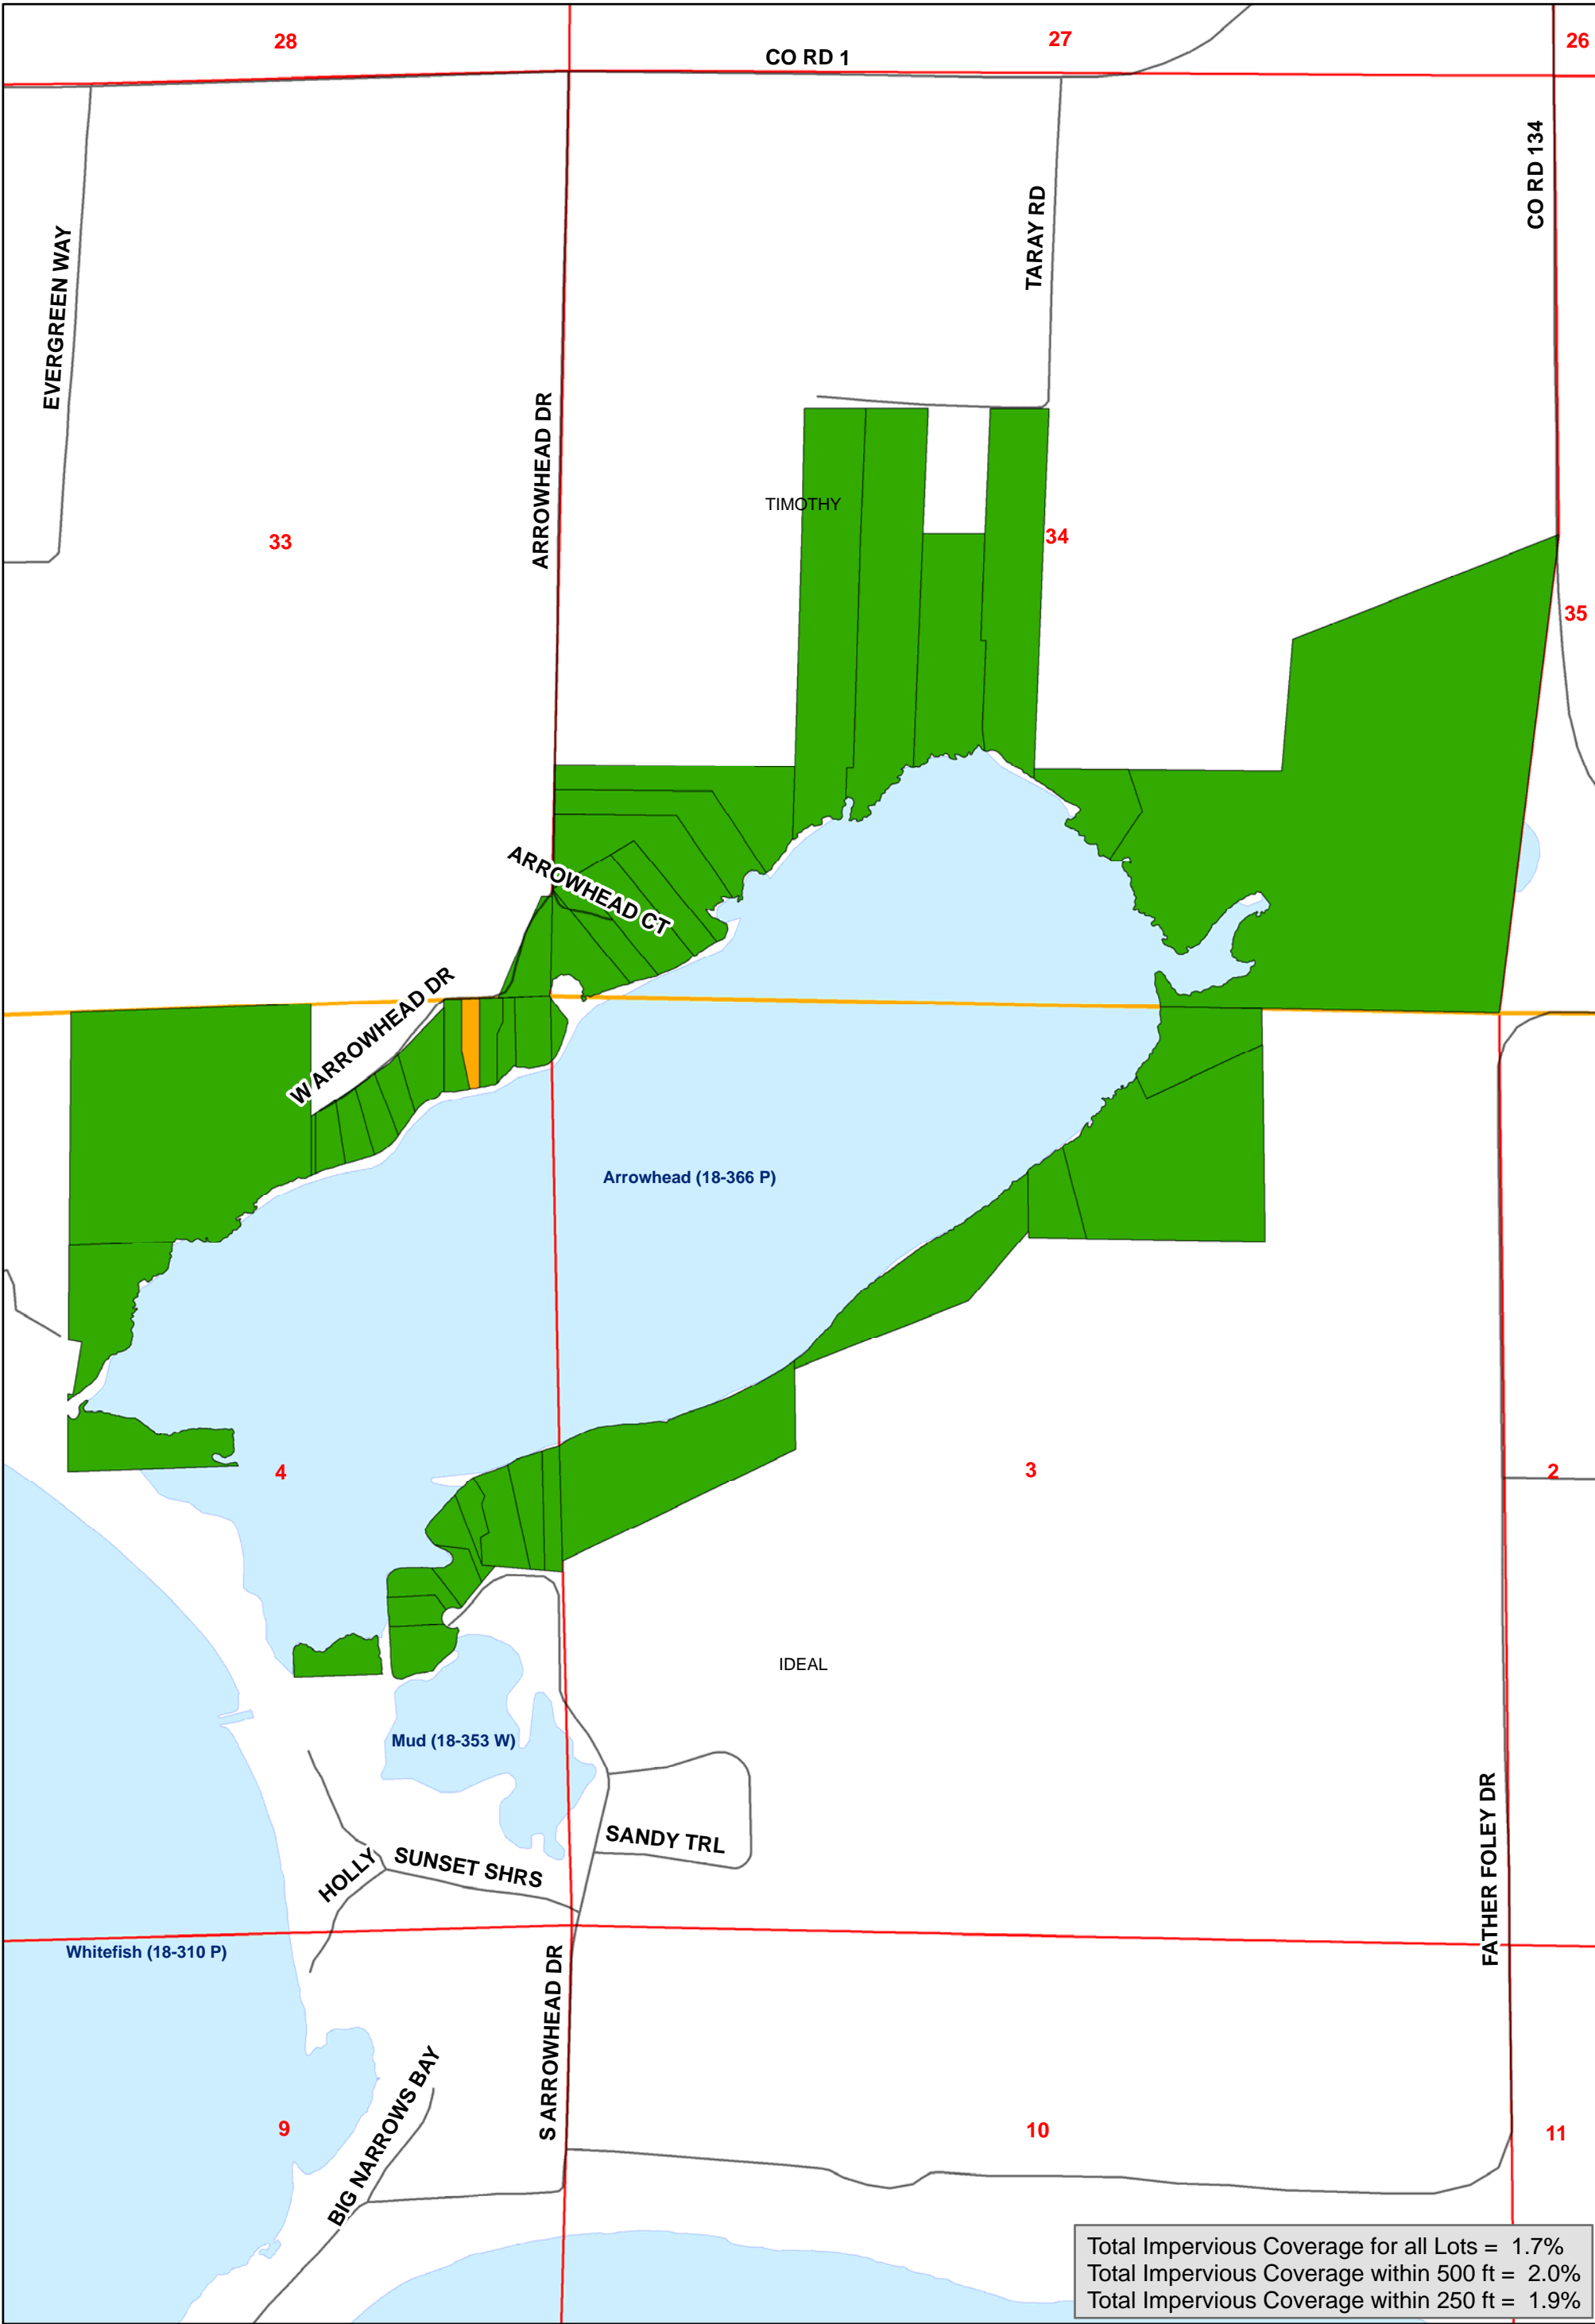 28
27
26
CO RD 1
CO RD 134
EVERGREEN WAY
TARAY RD
ARROWHEAD DR
TIMOTHY
33
34
35
ARROWHEAD CT
W ARROWHEAD DR
Arrowhead (18-366 P)
4
3
2
IDEAL
Mud (18-353 W)
SANDY TRL
SUNSET SHRS
HOLLY
FATHER FOLEY DR
Whitefish (18-310 P)
S ARROWHEAD DR
BIG NARROWS BAY
9
10
11
Total Impervious Coverage for all Lots = 1.7%
Total Impervious Coverage within 500 ft = 2.0%
Total Impervious Coverage within 250 ft = 1.9%